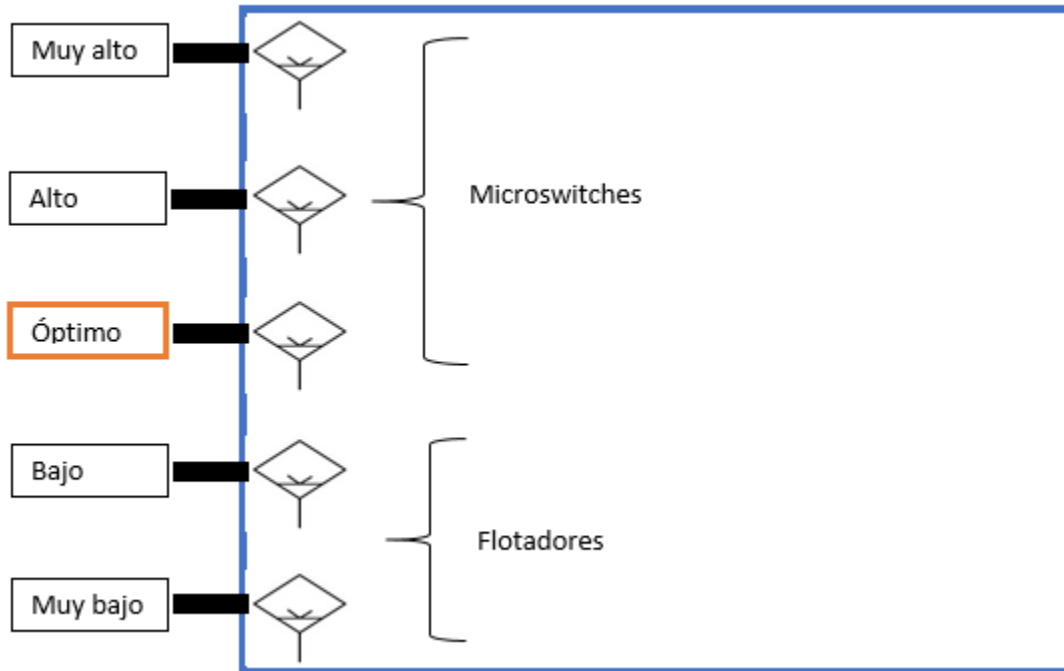 Muy alto
Alto
Microswitches
Óptimo
Bajo
Flotadores
Muy bajo